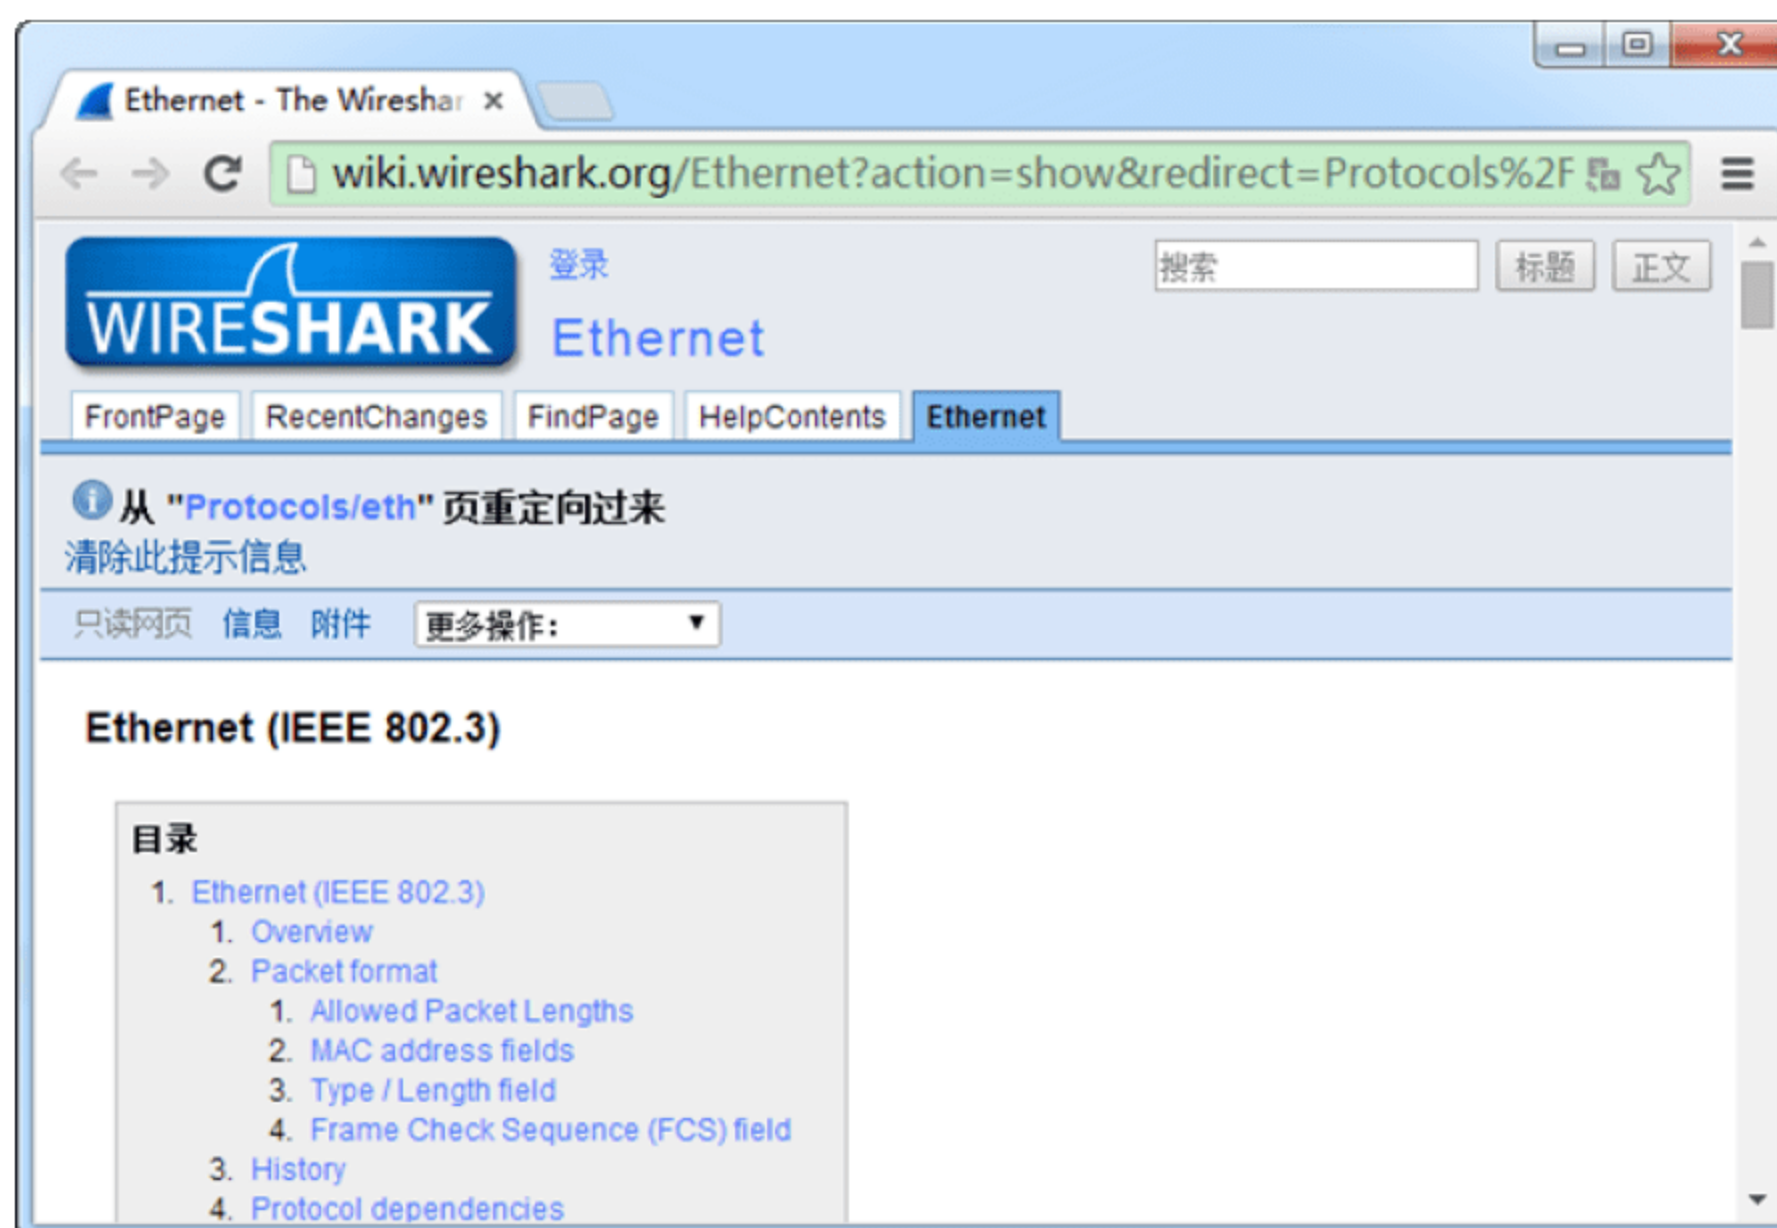 Ethernet - The Wireshar
wiki.wireshark.org/Ethernet?action=show&redirect=Protocols%2F
WIRESHARK
登录
搜索 标题 正文
Ethernet
FrontPage RecentChanges FindPage HelpContents Ethernet
从 "Protocols/eth" 页重定向过来
清除此提示信息
只读网页 信息 附件 更多操作：
Ethernet (IEEE 802.3)
目录
1. Ethernet (IEEE 802.3)
1. Overview
2. Packet format
1. Allowed Packet Lengths
2. MAC address fields
3. Type / Length field
4. Frame Check Sequence (FCS) field
3. History
4. Protocol dependencies